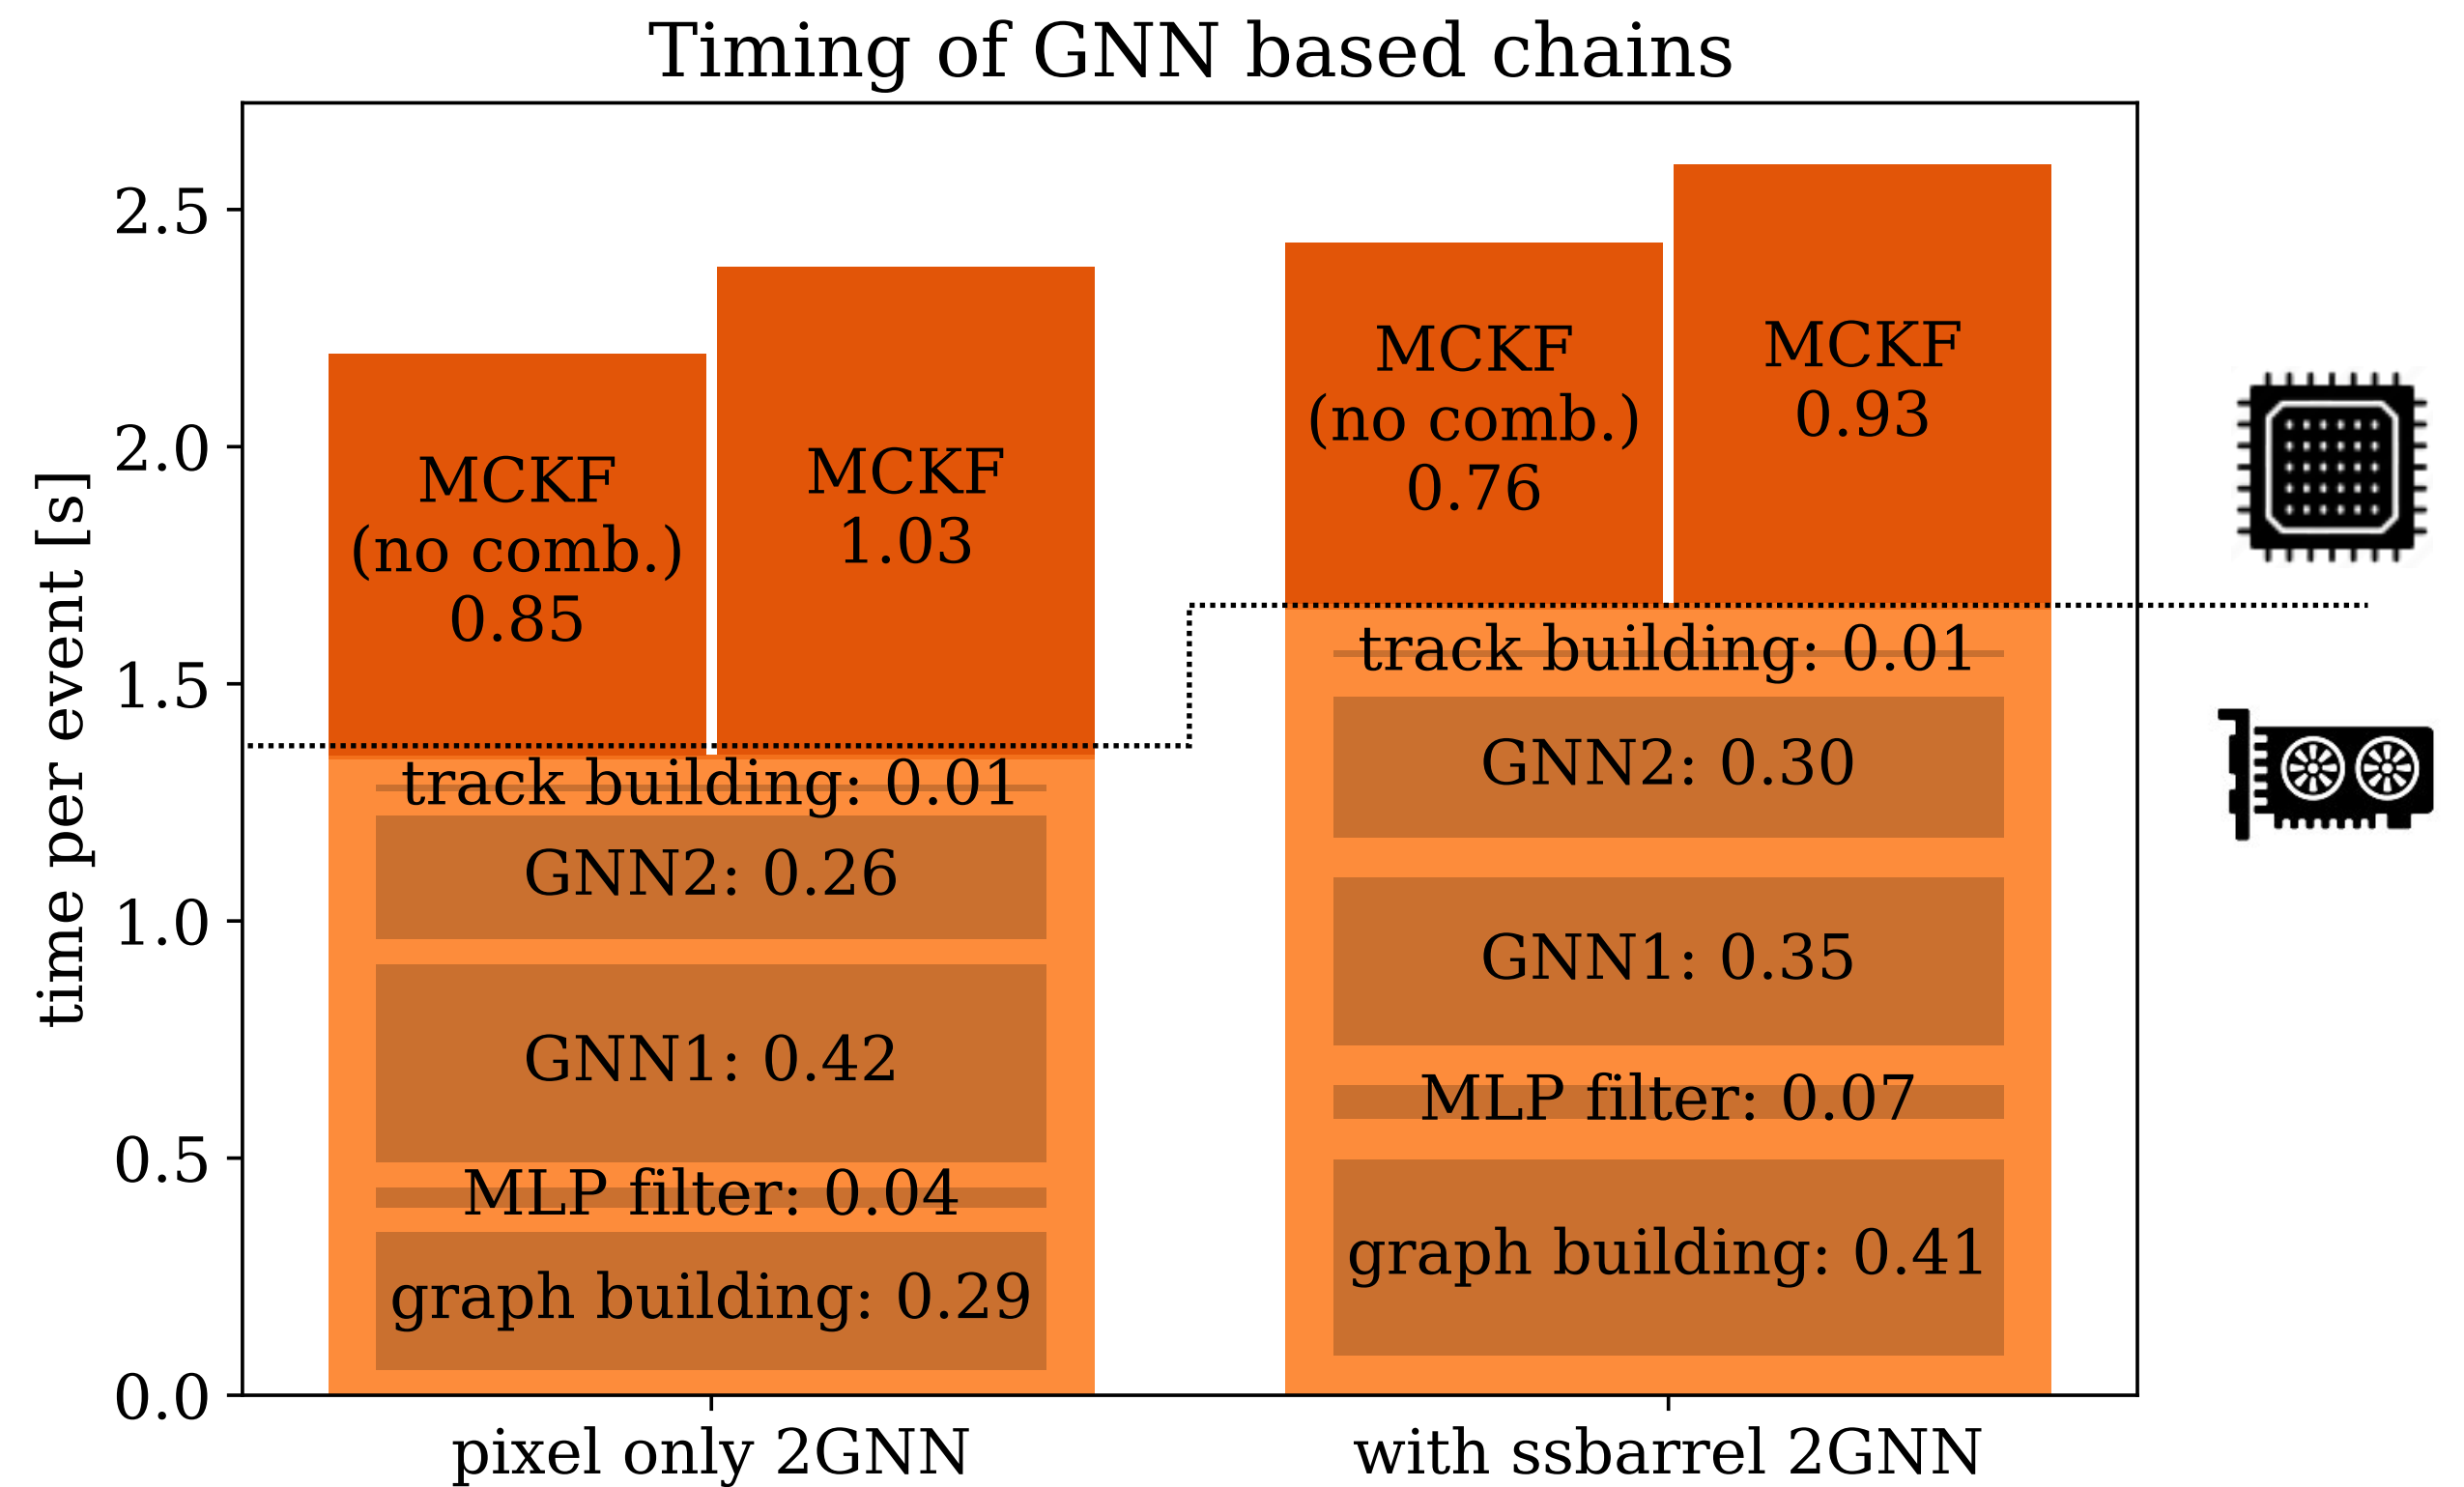 Timing of GNN based chains
time per event [s]
2.5
2.0
1.5
1.0
0.5
0.0
MCKF
(no comb.)
0.85
MCKF
1.03
track building: 0.01
GNN2: 0.26
GNN1: 0.42
MLP filter: 0.04
graph building: 0.29
MCKF
(no comb.)
0.76
MCKF
0.93
track building: 0.01
GNN2: 0.30
GNN1: 0.35
MLP filter: 0.07
graph building: 0.41
pixel only 2GNN
with ssbarrel 2GNN